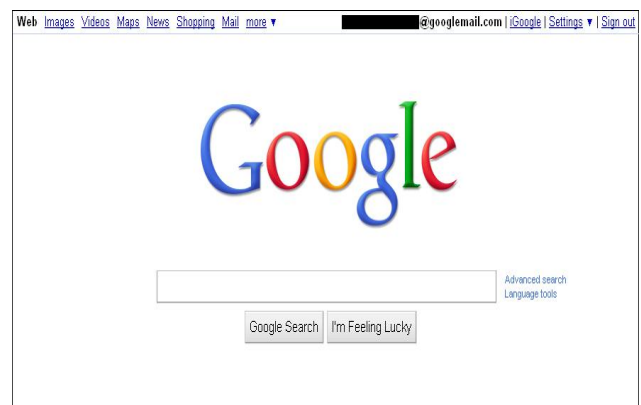 Web Images Videos Maps News Shopping Mail more ▼ @googlemail.com | iGoogle | Settings ▼ | Sign out
Google
Advanced search
Language tools
Google Search I'm Feeling Lucky